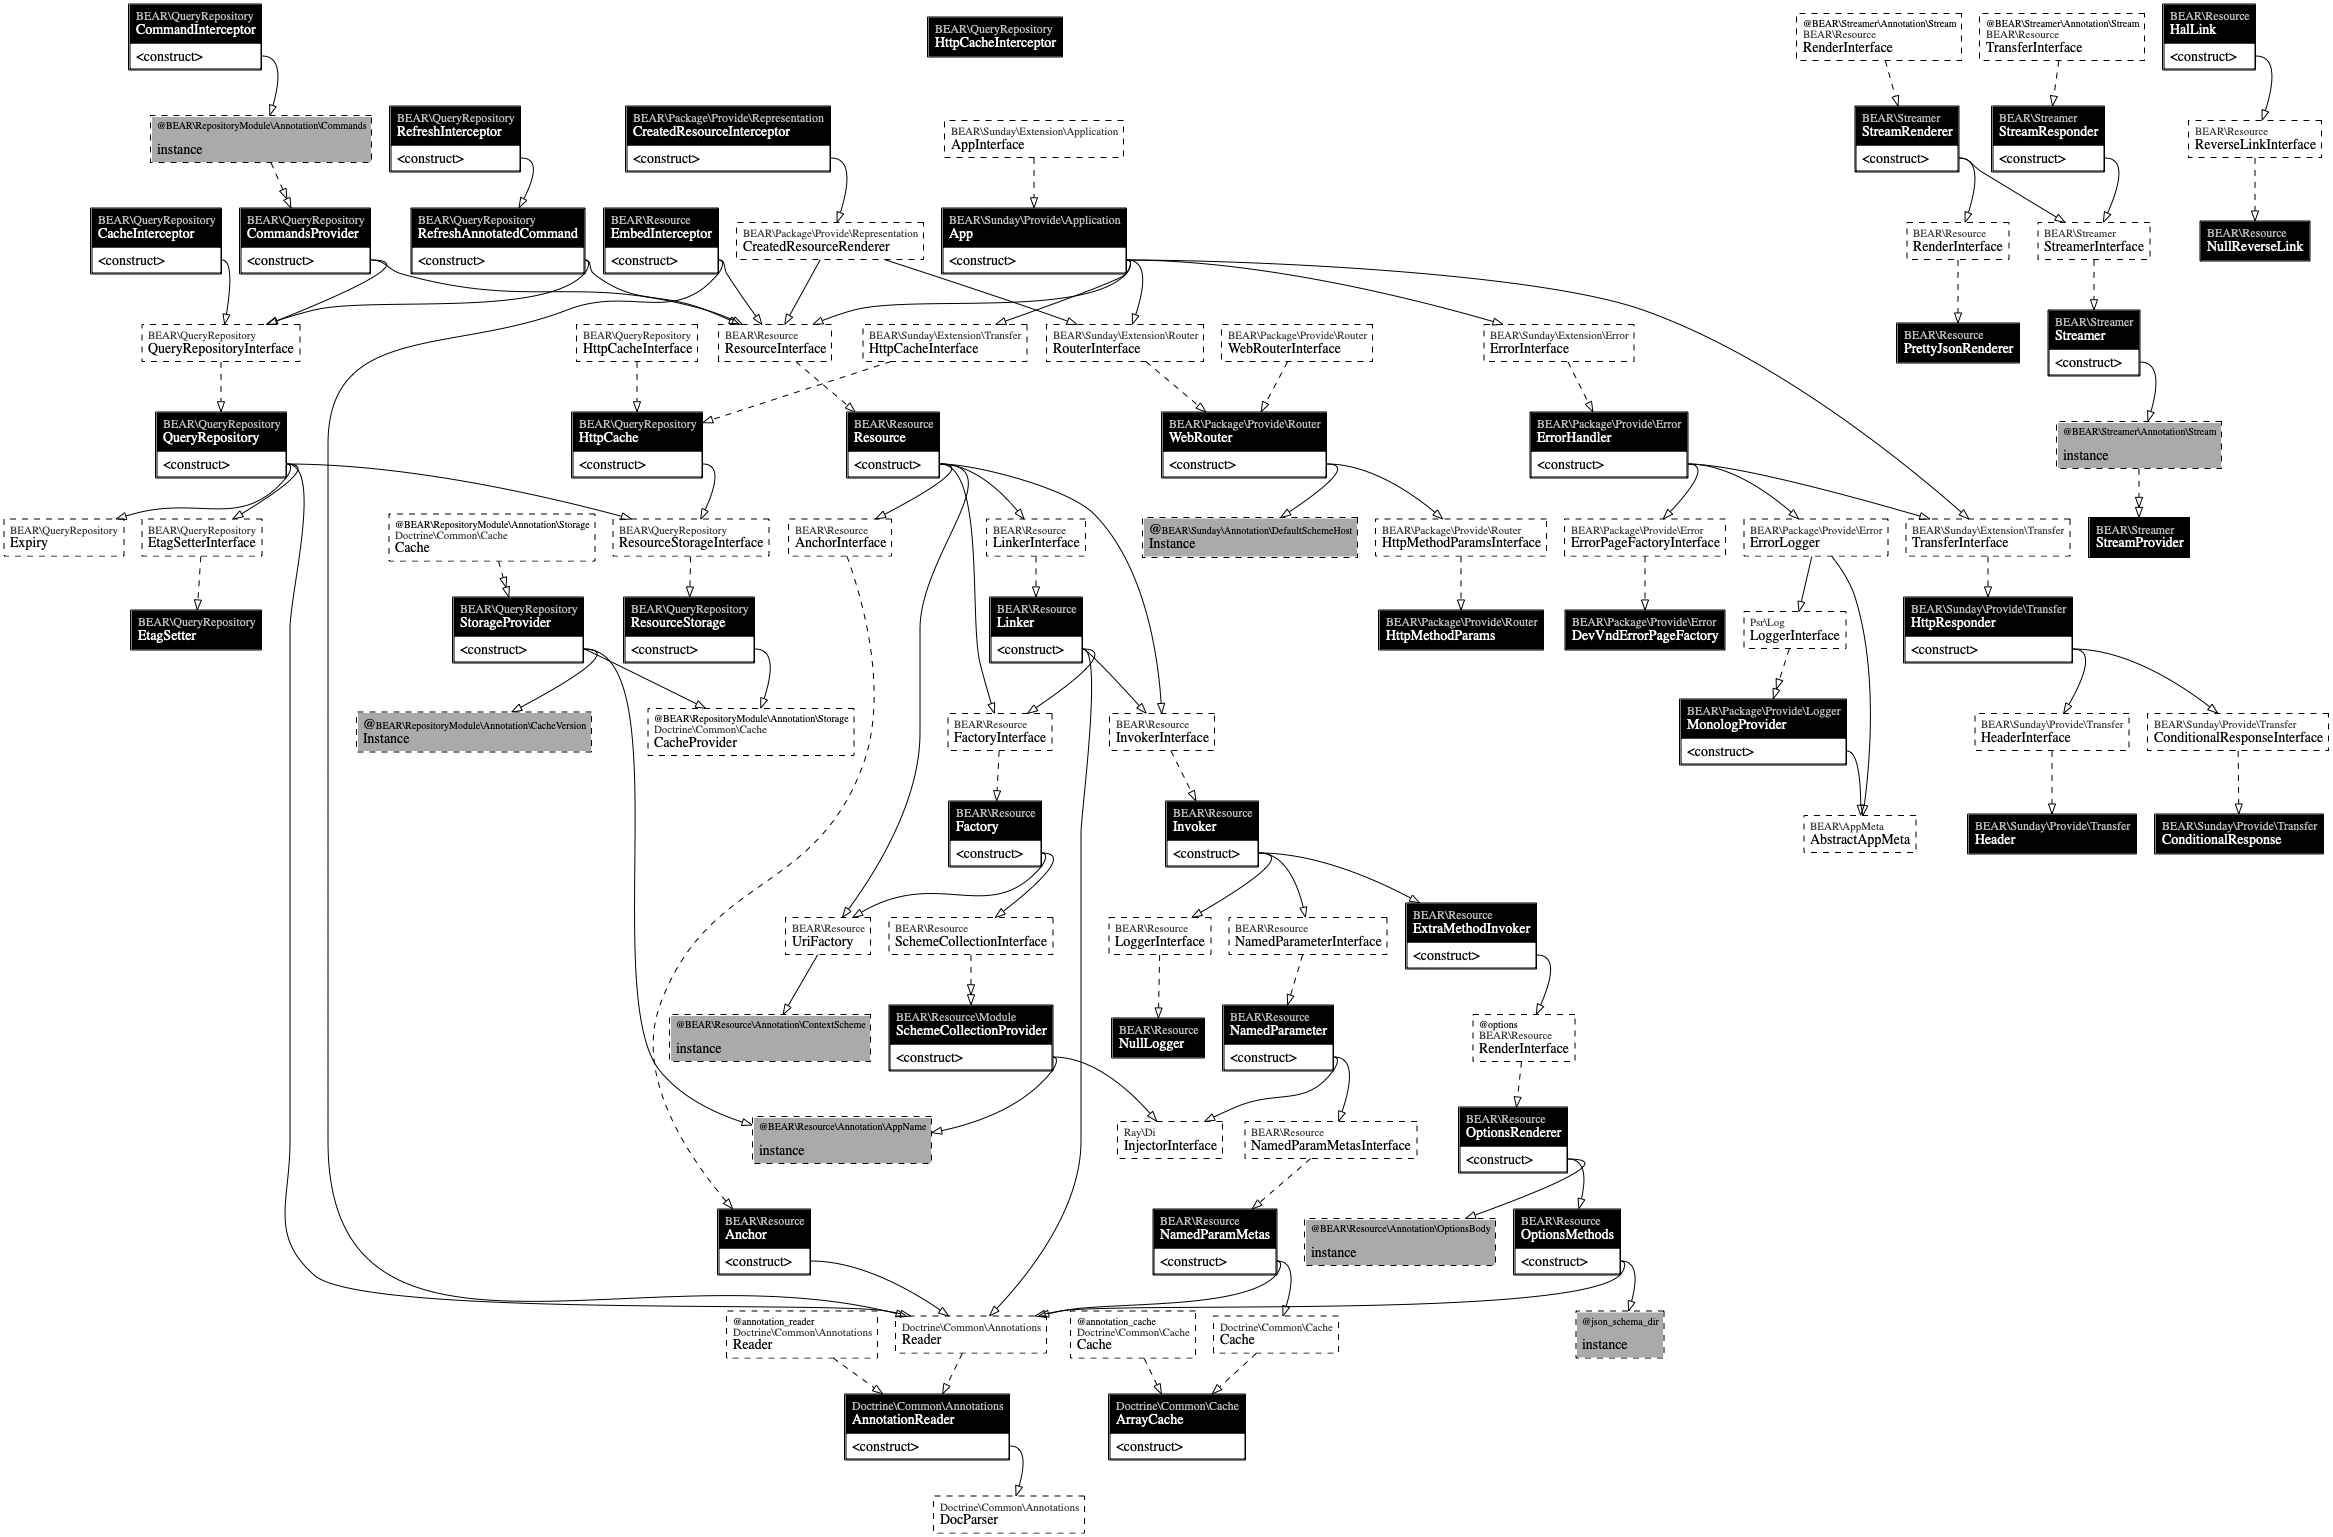 BEAR\QueryRepository
CommandInterceptor
<construct>
BEAR\QueryRepository
HttpCacheInterceptor
@BEAR\Streamer\Annotation\Stream
BEAR\Resource
RenderInterface
@BEAR\Streamer\Annotation\Stream
BEAR\Resource
TransferInterface
BEAR\Resource
HalLink
<construct>
@BEAR\RepositoryModule\Annotation\Commands
instance
BEAR\QueryRepository
RefreshInterceptor
<construct>
BEAR\Package\Provide\Representation
CreatedResourceInterceptor
<construct>
BEAR\Sunday\Extension\Application
AppInterface
BEAR\Streamer
StreamRenderer
<construct>
BEAR\Streamer
StreamResponder
<construct>
BEAR\Resource
ReverseLinkInterface
BEAR\QueryRepository
CacheInterceptor
<construct>
BEAR\QueryRepository
CommandsProvider
<construct>
BEAR\QueryRepository
RefreshAnnotatedCommand
<construct>
BEAR\Resource
EmbedInterceptor
<construct>
BEAR\Package\Provide\Representation
CreatedResourceRenderer
BEAR\Sunday\Provide\Application
App
<construct>
BEAR\Resource
RenderInterface
BEAR\Streamer
StreamerInterface
BEAR\Resource
NullReverseLink
BEAR\QueryRepository
QueryRepositoryInterface
BEAR\QueryRepository
HttpCacheInterface
BEAR\Resource
ResourceInterface
BEAR\Sunday\Extension\Transfer
HttpCacheInterface
BEAR\Sunday\Extension\Router
RouterInterface
BEAR\Package\Provide\Router
WebRouterInterface
BEAR\Sunday\Extension\Error
ErrorInterface
BEAR\Resource
PrettyJsonRenderer
BEAR\Streamer
Streamer
<construct>
BEAR\QueryRepository
QueryRepository
<construct>
BEAR\QueryRepository
HttpCache
<construct>
BEAR\Resource
Resource
<construct>
BEAR\Package\Provide\Router
WebRouter
<construct>
BEAR\Package\Provide\Error
ErrorHandler
<construct>
@BEAR\Streamer\Annotation\Stream
instance
BEAR\QueryRepository
Expiry
BEAR\QueryRepository
EtagSetterInterface
@BEAR\RepositoryModule\Annotation\Storage
Doctrine\Common\Cache
Cache
BEAR\QueryRepository
ResourceStorageInterface
BEAR\Resource
AnchorInterface
BEAR\Resource
LinkerInterface
@BEAR\Sunday\Annotation\DefaultSchemeHost
Instance
BEAR\Package\Provide\Router
HttpMethodParamsInterface
BEAR\Package\Provide\Error
ErrorPageFactoryInterface
BEAR\Package\Provide\Error
ErrorLogger
BEAR\Sunday\Extension\Transfer
TransferInterface
BEAR\Streamer
StreamProvider
BEAR\QueryRepository
EtagSetter
BEAR\QueryRepository
StorageProvider
<construct>
BEAR\QueryRepository
ResourceStorage
<construct>
BEAR\Resource
Linker
<construct>
BEAR\Package\Provide\Router
HttpMethodParams
BEAR\Package\Provide\Error
DevVndErrorPageFactory
Psr\Log
LoggerInterface
BEAR\Sunday\Provide\Transfer
HttpResponder
<construct>
@BEAR\RepositoryModule\Annotation\CacheVersion
Instance
@BEAR\RepositoryModule\Annotation\Storage
Doctrine\Common\Cache
CacheProvider
BEAR\Resource
FactoryInterface
BEAR\Resource
InvokerInterface
BEAR\Package\Provide\Logger
MonologProvider
<construct>
BEAR\Sunday\Provide\Transfer
HeaderInterface
BEAR\Sunday\Provide\Transfer
ConditionalResponseInterface
BEAR\Resource
Factory
<construct>
BEAR\Resource
Invoker
<construct>
BEAR\AppMeta
AbstractAppMeta
BEAR\Sunday\Provide\Transfer
Header
BEAR\Sunday\Provide\Transfer
ConditionalResponse
BEAR\Resource
UriFactory
BEAR\Resource
SchemeCollectionInterface
BEAR\Resource
LoggerInterface
BEAR\Resource
NamedParameterInterface
BEAR\Resource
ExtraMethodInvoker
<construct>
@BEAR\Resource\Annotation\ContextScheme
instance
BEAR\Resource\Module
SchemeCollectionProvider
<construct>
BEAR\Resource
NullLogger
BEAR\Resource
NamedParameter
<construct>
@options
BEAR\Resource
RenderInterface
@BEAR\Resource\Annotation\AppName
instance
Ray\Di
InjectorInterface
BEAR\Resource
NamedParamMetasInterface
BEAR\Resource
OptionsRenderer
<construct>
BEAR\Resource
Anchor
<construct>
BEAR\Resource
NamedParamMetas
<construct>
@BEAR\Resource\Annotation\OptionsBody
instance
BEAR\Resource
OptionsMethods
<construct>
@annotation_reader
Doctrine\Common\Annotations
Reader
Doctrine\Common\Annotations
Reader
@annotation_cache
Doctrine\Common\Cache
Cache
Doctrine\Common\Cache
Cache
@json_schema_dir
instance
Doctrine\Common\Annotations
AnnotationReader
<construct>
Doctrine\Common\Cache
ArrayCache
<construct>
Doctrine\Common\Annotations
DocParser